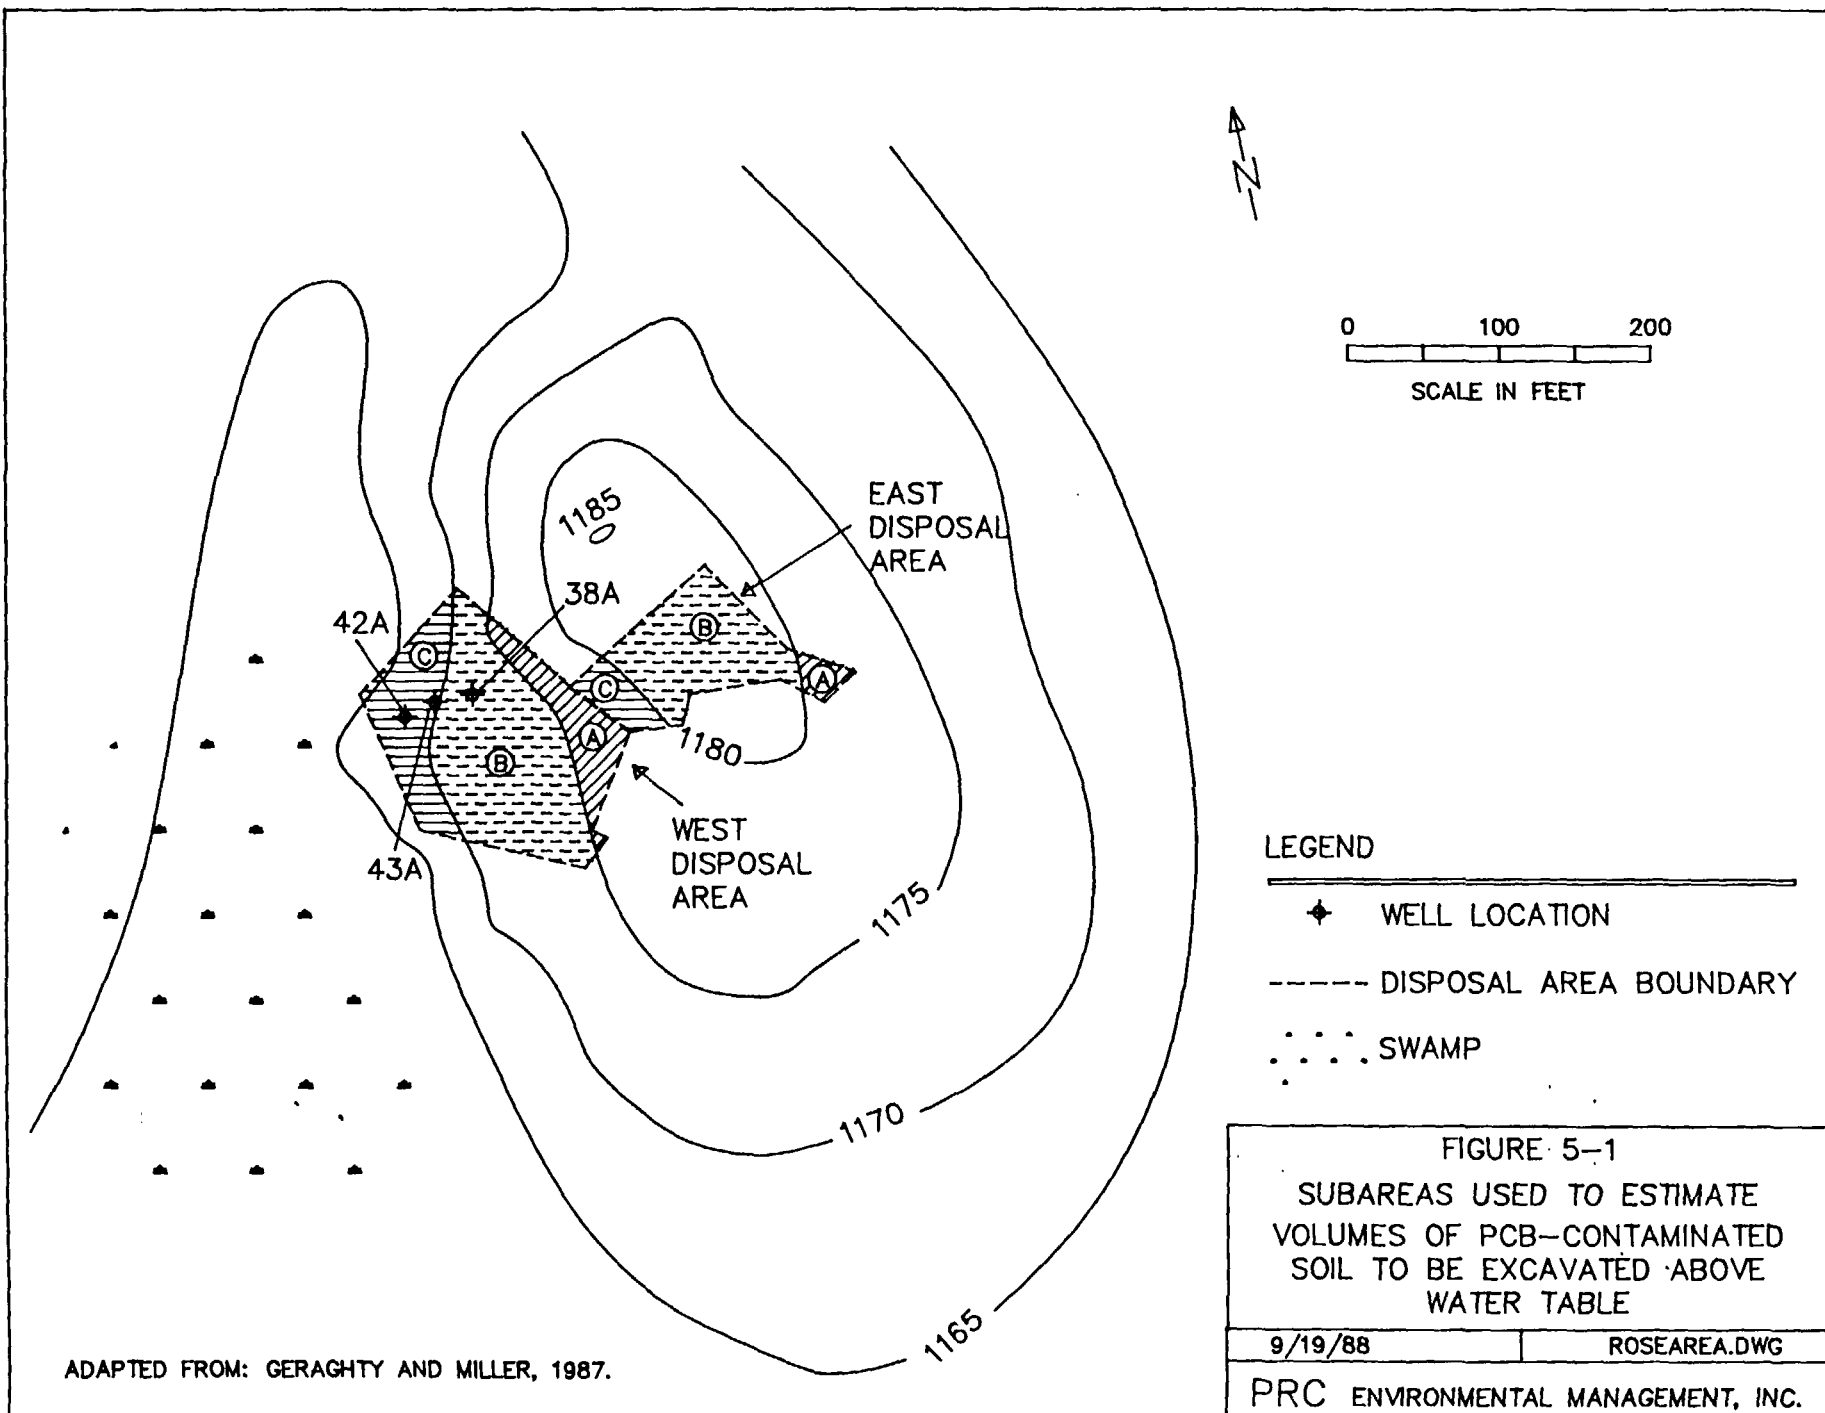 N
0 100 200
SCALE IN FEET
1185
EAST
DISPOSAL
AREA
38A
42A
C
B
C
A
A
B
1180
43A
WEST
DISPOSAL
AREA
1175
1170
1165
LEGEND
WELL LOCATION
DISPOSAL AREA BOUNDARY
SWAMP
FIGURE 5-1
SUBAREAS USED TO ESTIMATE
VOLUMES OF PCB-CONTAMINATED
SOIL TO BE EXCAVATED ABOVE
WATER TABLE
9/19/88 ROSEAREA.DWG
PRC ENVIRONMENTAL MANAGEMENT, INC.
ADAPTED FROM: GERAGHTY AND MILLER, 1987.